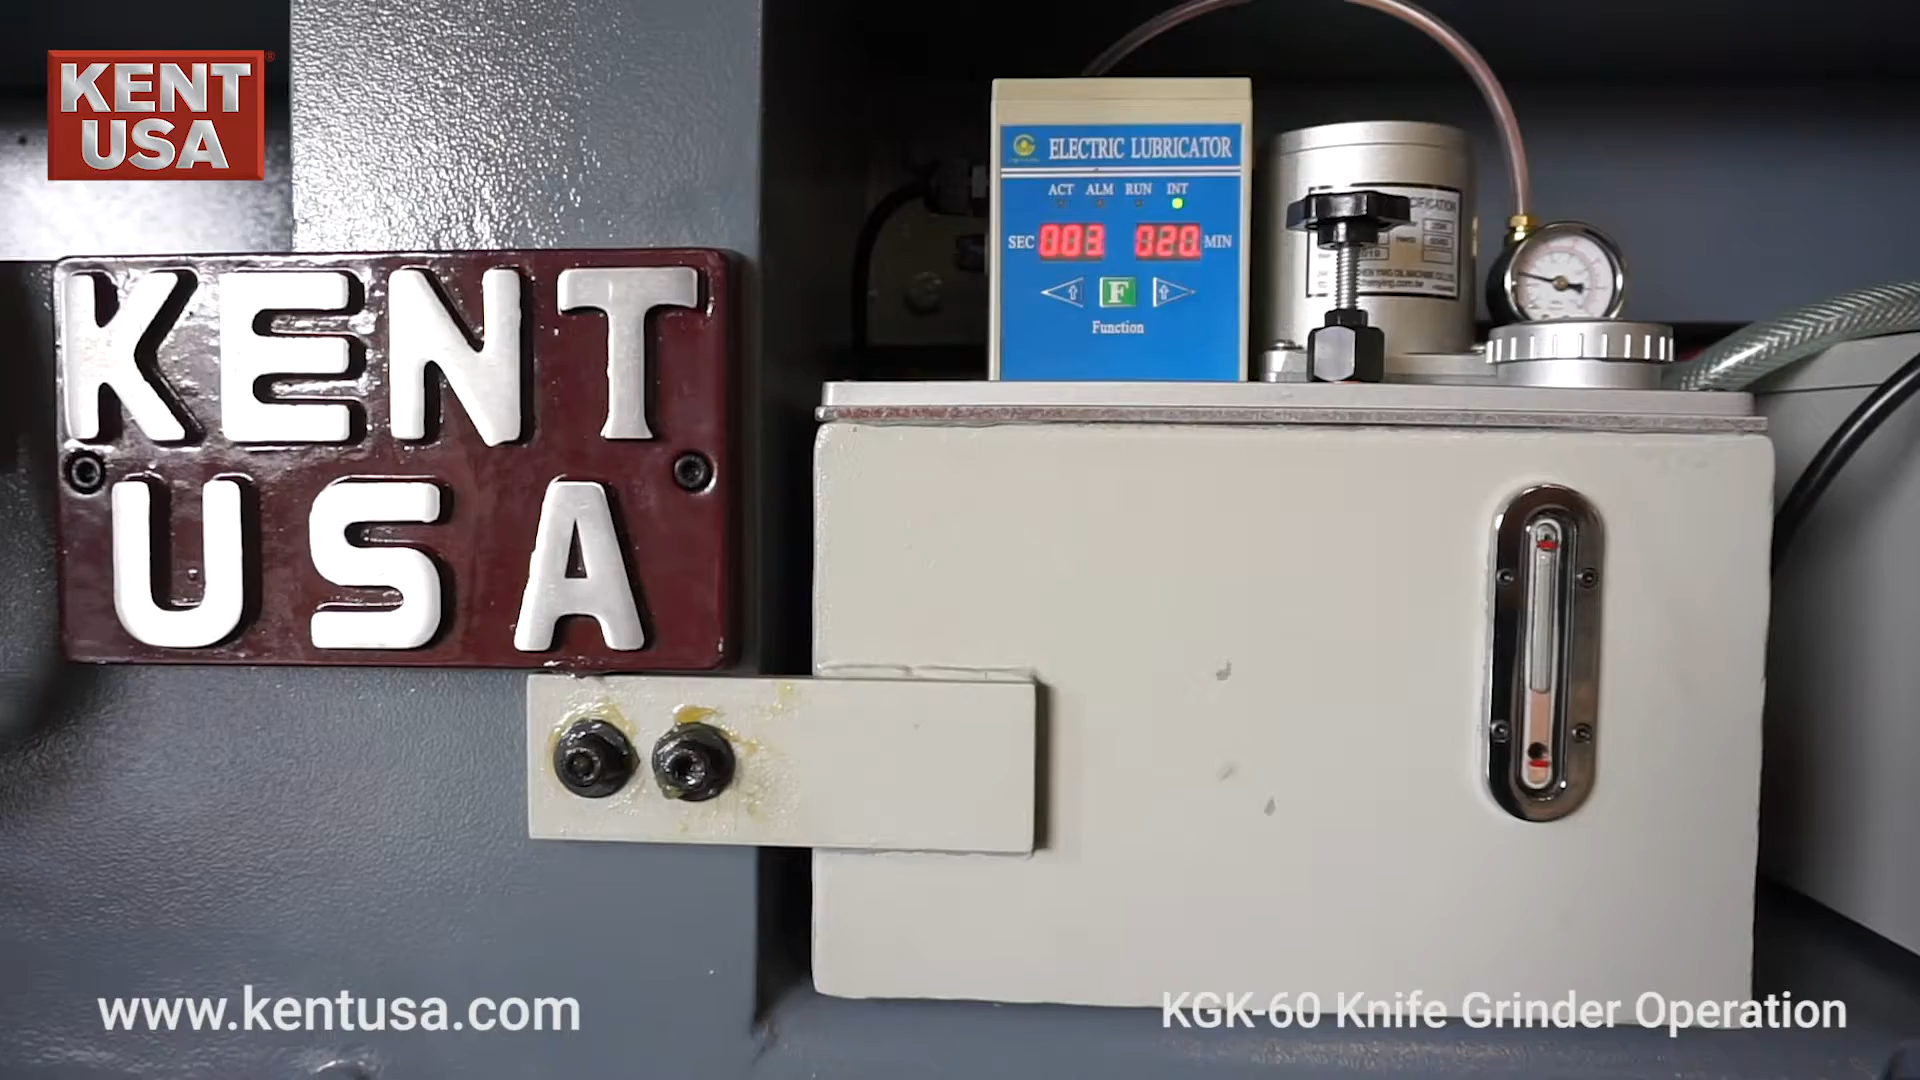 KENT
USA
®
ELECTRIC LUBRICATOR
ACT ALM RUN INT
SEC 003 020 MIN
F
Function
KENT
USA
www.kentusa.com
KGK-60 Knife Grinder Operation